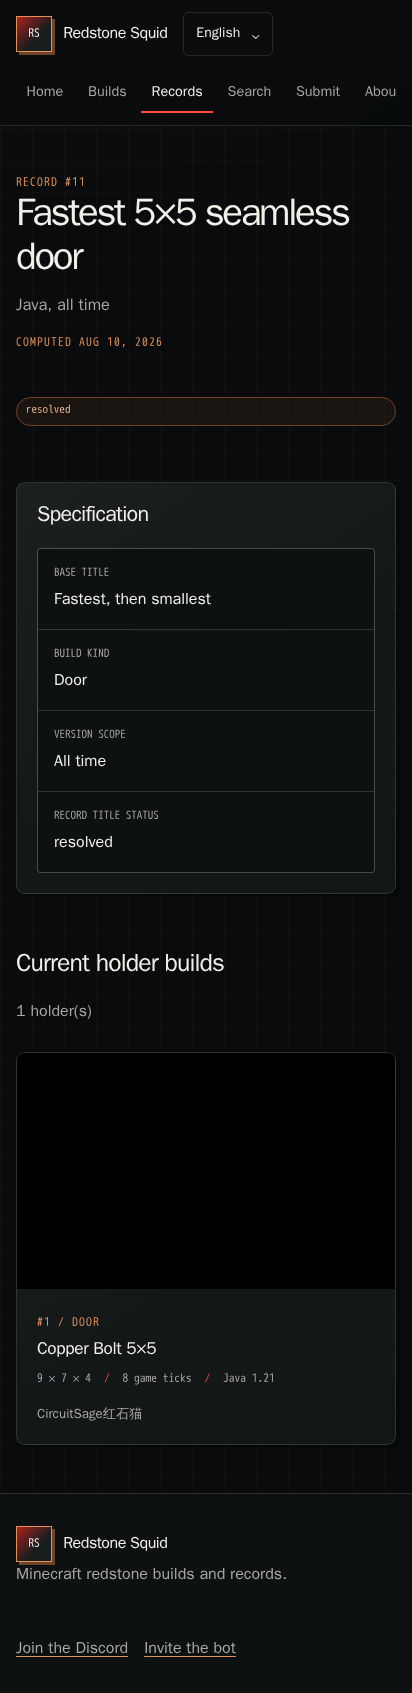 RS
Redstone Squid
English
Home
Builds
Records
Search
Submit
Abou
RECORD #11
Fastest 5×5 seamless
door
Java, all time
COMPUTED AUG 10, 2026
resolved
Specification
BASE TITLE
Fastest, then smallest
BUILD KIND
Door
VERSION SCOPE
All time
RECORD TITLE STATUS
resolved
Current holder builds
1 holder(s)
#1 / DOOR
Copper Bolt 5×5
9 × 7 × 4 / 8 game ticks / Java 1.21
CircuitSage红石猫
RS
Redstone Squid
Minecraft redstone builds and records.
Join the Discord Invite the bot